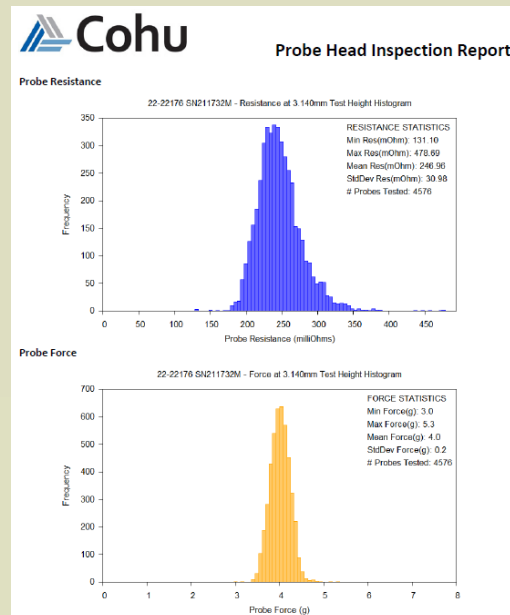 Cohu
Probe Head Inspection Report
Probe Resistance
22-22176 SN211732M - Resistance at 3.140mm Test Height Histogram
RESISTANCE STATISTICS
Min Res(mOhm): 131.10
Max Res(mOhm): 478.69
Mean Res(mOhm): 246.96
StdDev Res(mOhm): 30.98
# Probes Tested: 4576
Frequency
350
300
250
200
150
100
50
0
0 50 100 150 200 250 300 350 400 450
Probe Resistance (milliOhms)
Probe Force
22-22176 SN211732M - Force at 3.140mm Test Height Histogram
FORCE STATISTICS
Min Force(g): 3.0
Max Force(g): 5.3
Mean Force(g): 4.0
StdDev Force(g): 0.2
# Probes Tested: 4576
Frequency
700
600
500
400
300
200
100
0
0 1 2 3 4 5 6 7 8
Probe Force (g)